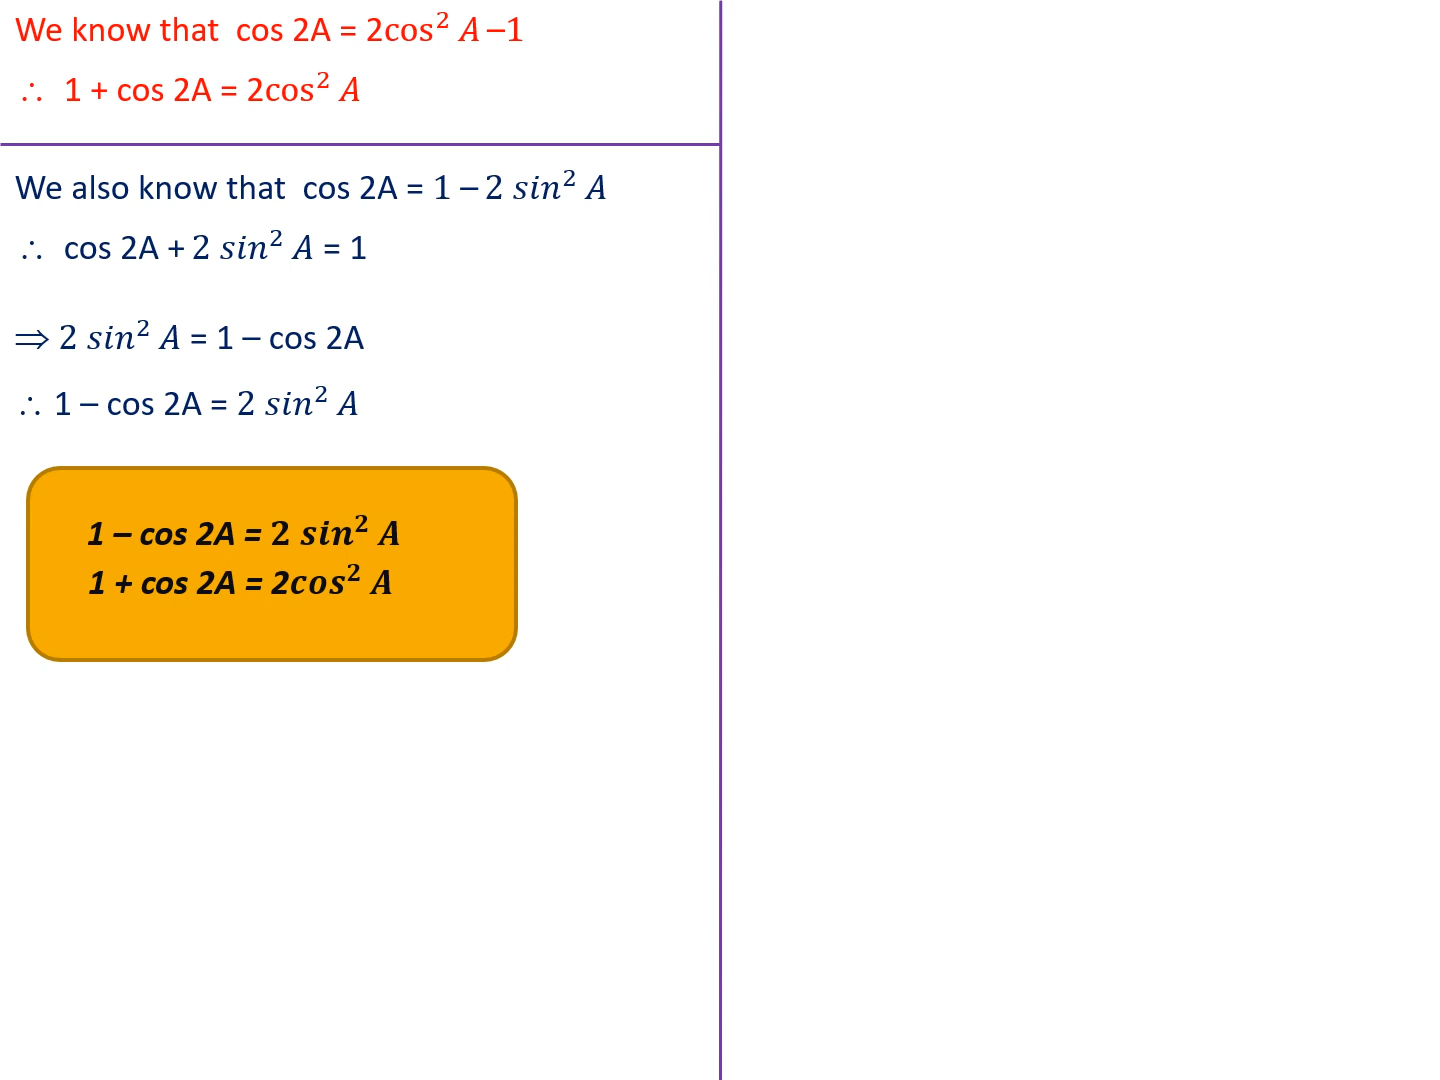 We know that cos 2A = 2cos² A –1
∴ 1 + cos 2A = 2cos² A
We also know that cos 2A = 1 – 2 sin² A
∴ cos 2A + 2 sin² A = 1
⇒ 2 sin² A = 1 – cos 2A
∴ 1 – cos 2A = 2 sin² A
1 – cos 2A = 2 sin² A
1 + cos 2A = 2cos² A